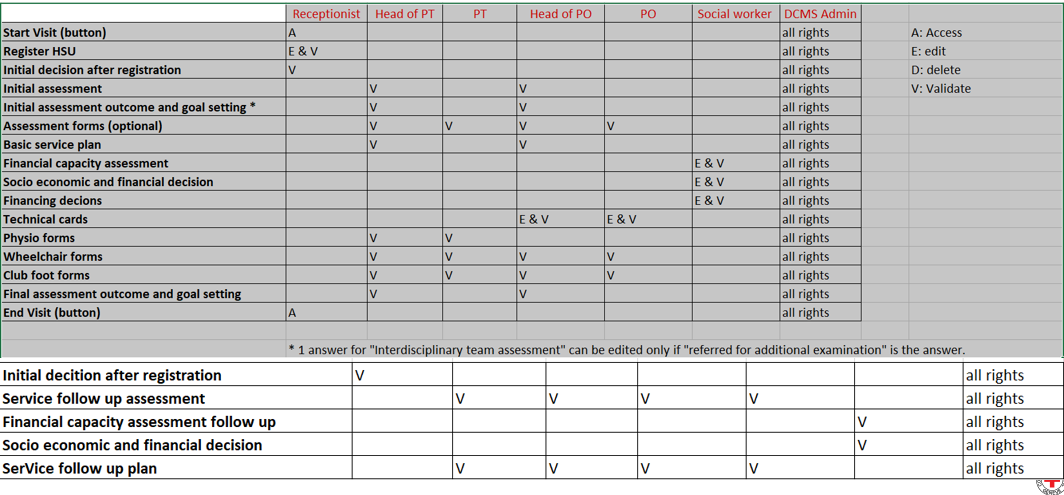 Receptionist Head of PT PT Head of PO PO Social worker DCMS Admin
Start Visit (button) A all rights A: Access
Register HSU E & V all rights E: edit
Initial decision after registration V all rights D: delete
Initial assessment V V all rights V: Validate
Initial assessment outcome and goal setting * V V all rights
Assessment forms (optional) V V V V all rights
Basic service plan V V all rights
Financial capacity assessment E & V all rights
Socio economic and financial decision E & V all rights
Financing decions E & V all rights
Technical cards E & V E & V all rights
Physio forms V V all rights
Wheelchair forms V V V V all rights
Club foot forms V V V V all rights
Final assessment outcome and goal setting V V all rights
End Visit (button) A all rights
* 1 answer for "Interdisciplinary team assessment" can be edited only if "referred for additional examination" is the answer.
Initial decition after registration V all rights
Service follow up assessment V V V V all rights
Financial capacity assessment follow up V all rights
Socio economic and financial decision V all rights
SerVice follow up plan V V V V all rights